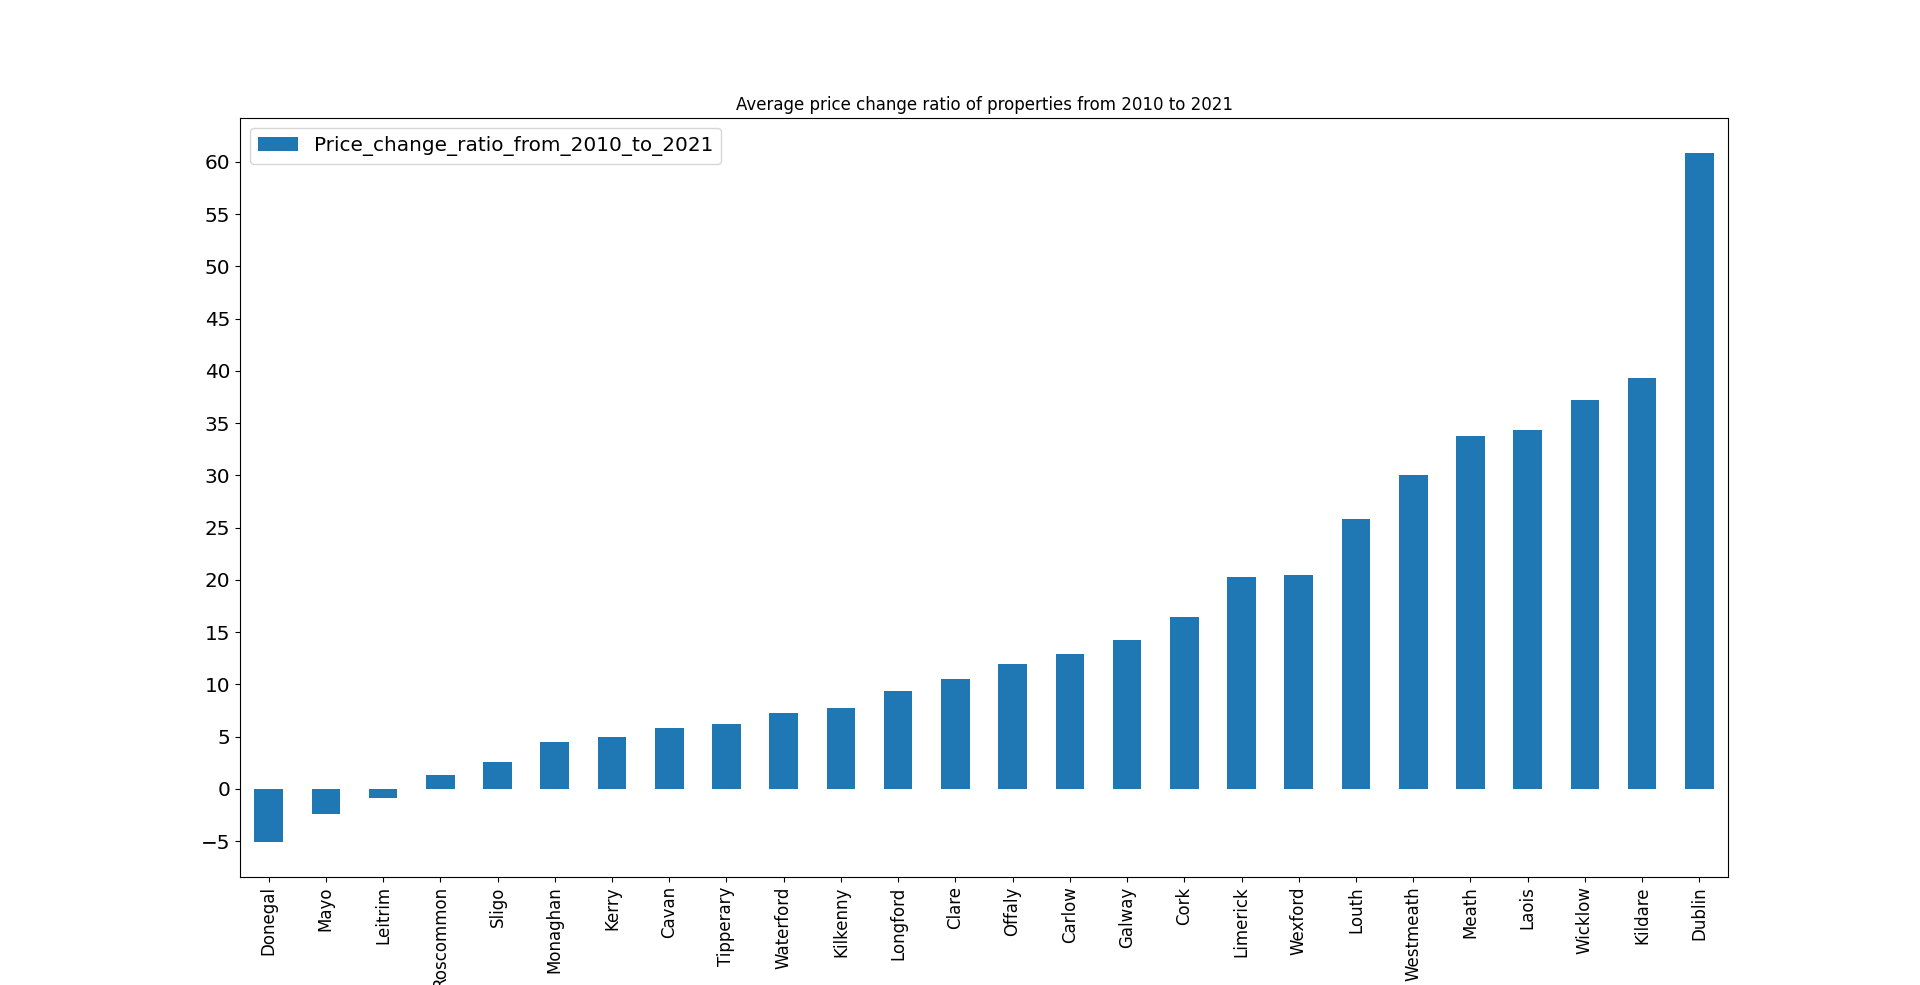 Average price change ratio of properties from 2010 to 2021
Price_change_ratio_from_2010_to_2021
60
55
50
45
40
35
30
25
20
15
10
5
0
−5
Donegal
Mayo
Leitrim
Roscommon
Sligo
Monaghan
Kerry
Cavan
Tipperary
Waterford
Kilkenny
Longford
Clare
Offaly
Carlow
Galway
Cork
Limerick
Wexford
Louth
Westmeath
Meath
Laois
Wicklow
Kildare
Dublin